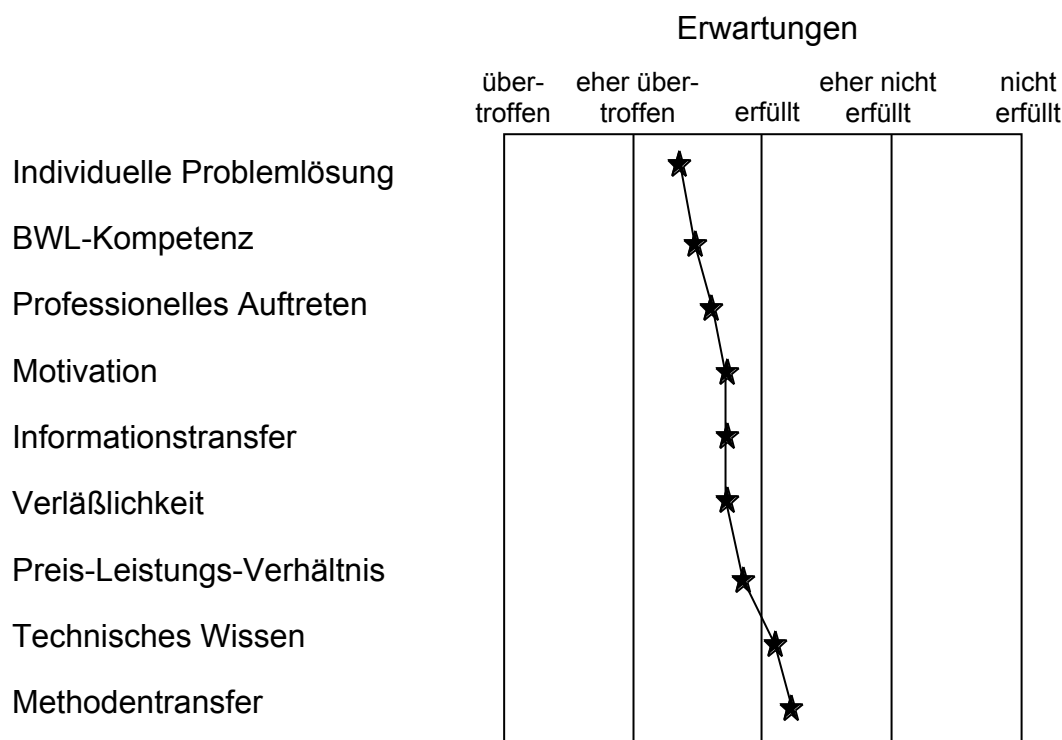 Erwartungen
über-
troffen
eher über-
troffen
erfüllt
eher nicht
erfüllt
nicht
erfüllt
Individuelle Problemlösung
BWL-Kompetenz
Professionelles Auftreten
Motivation
Informationstransfer
Verläßlichkeit
Preis-Leistungs-Verhältnis
Technisches Wissen
Methodentransfer